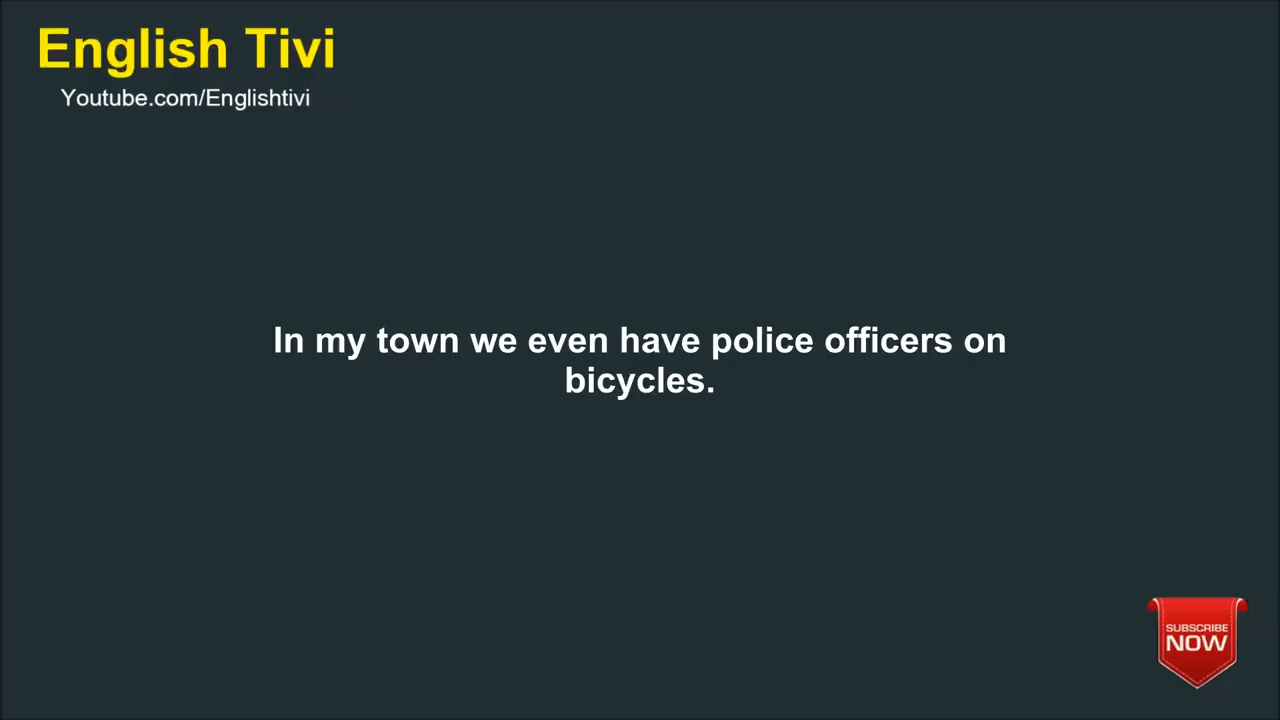 English Tivi
Youtube.com/Englishtivi
In my town we even have police officers on
bicycles.
SUBSCRIBE
NOW